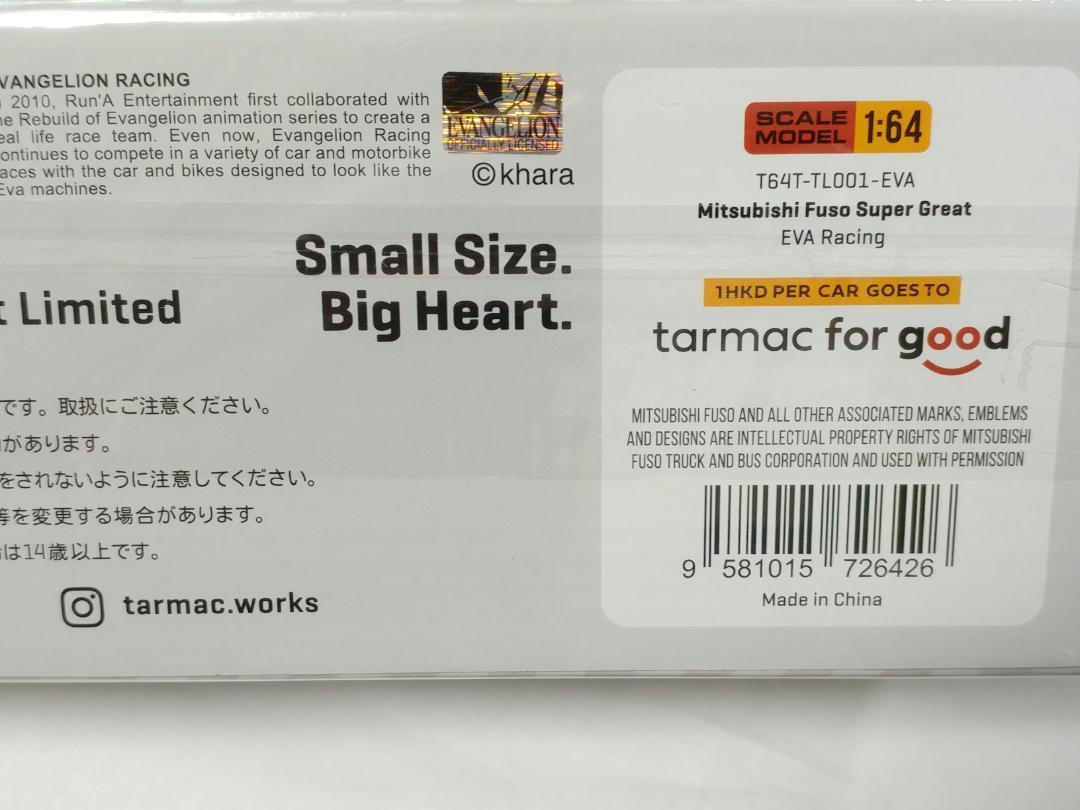 VANGELION RACING
2010, Run'A Entertainment first collaborated with
he Rebuild of Evangelion animation series to create a
eal life race team. Even now, Evangelion Racing
ontinues to compete in a variety of car and motorbike
aces with the car and bikes designed to look like the
Eva machines.
EVANGELION
OFFICIALLY LICENSED
©khara
Small Size.
Big Heart.
t Limited
です。取扱にご注意ください。
があります。
をされないように注意してください。
等を変更する場合があります。
は14歳以上です。
tarmac.works
SCALE
MODEL 1:64
T64T-TL001-EVA
Mitsubishi Fuso Super Great
EVA Racing
1HKD PER CAR GOES TO
tarmac for good
MITSUBISHI FUSO AND ALL OTHER ASSOCIATED MARKS, EMBLEMS
AND DESIGNS ARE INTELLECTUAL PROPERTY RIGHTS OF MITSUBISHI
FUSO TRUCK AND BUS CORPORATION AND USED WITH PERMISSION
9 581015 726426
Made in China